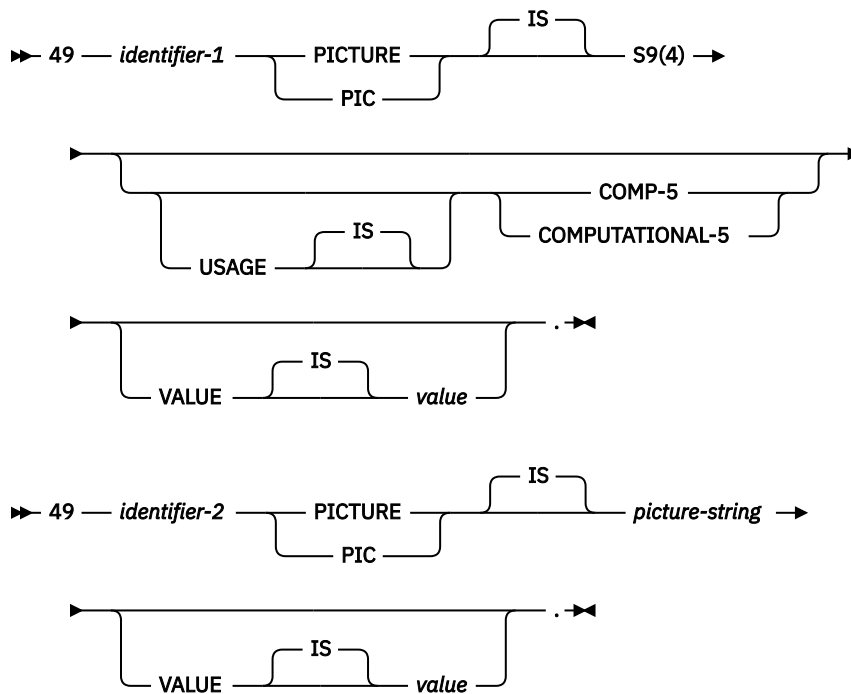 IS
49 identifier-1 PICTURE S9(4)
PIC
COMP-5
IS
COMPUTATIONAL-5
USAGE
.
IS
VALUE value
IS
49 identifier-2 PICTURE picture-string
PIC
.
IS
VALUE value